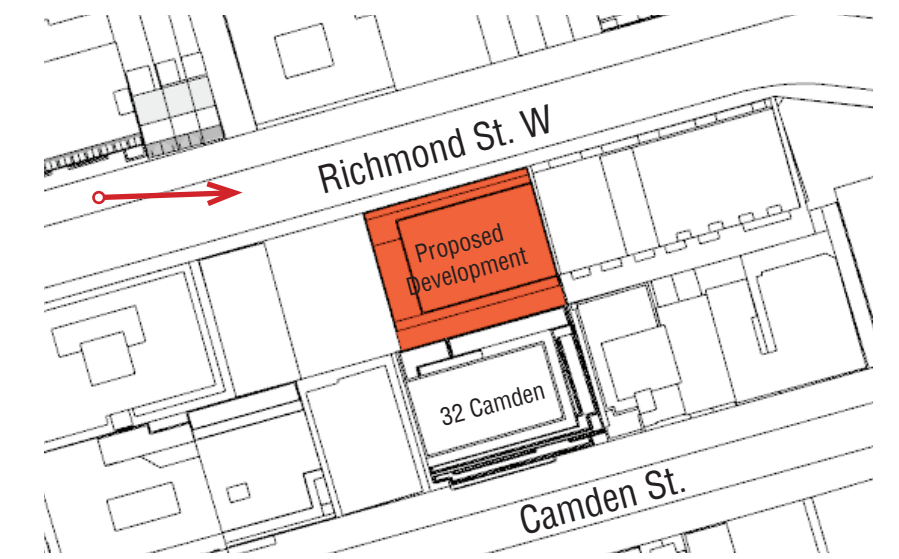 Richmond St. W
Proposed
Development
32 Camden
Camden St.